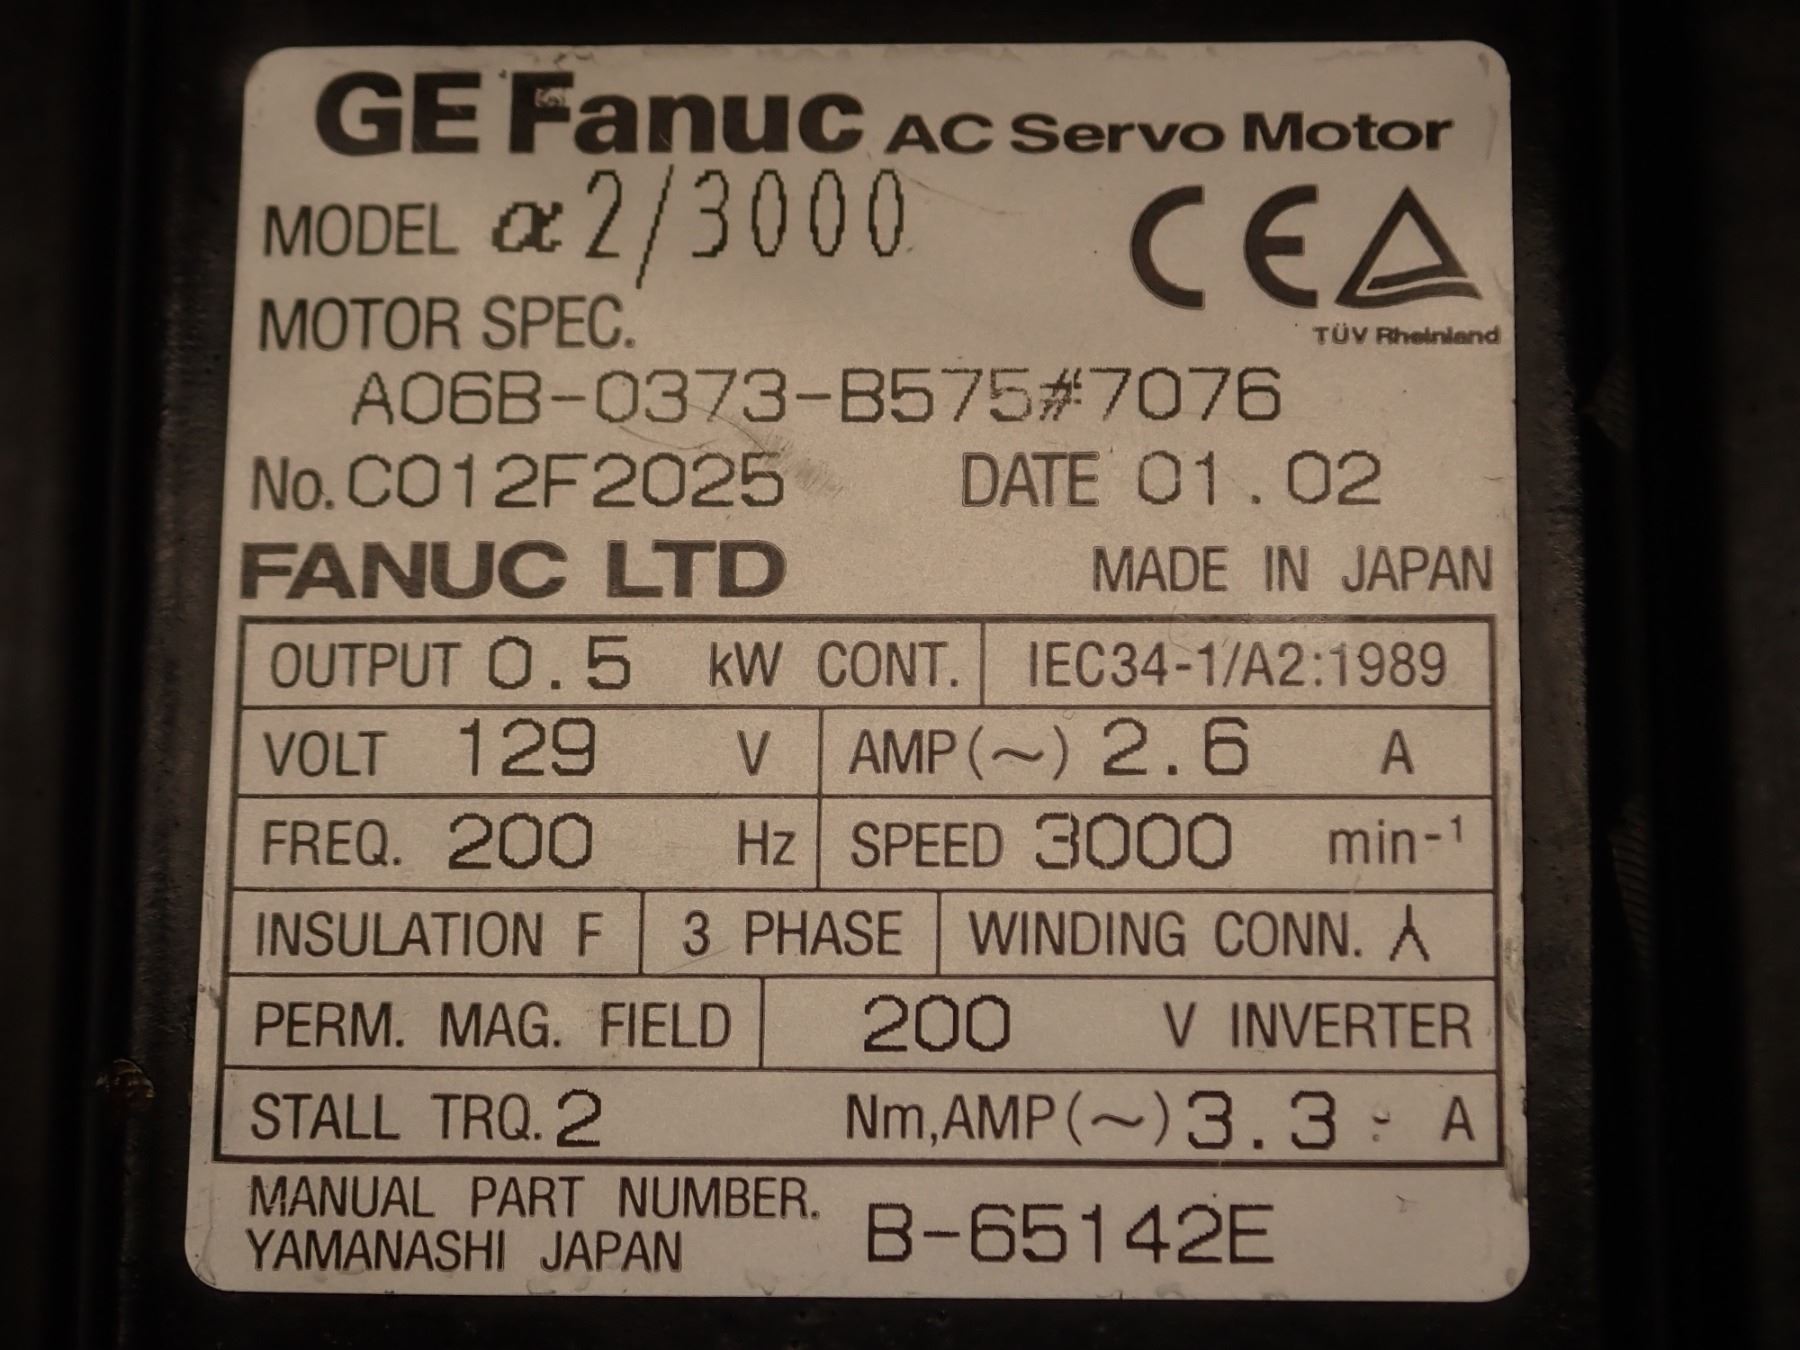 GE Fanuc AC Servo Motor
MODEL α2/3000
CE
TÜV Rheinland
MOTOR SPEC.
A06B-0373-B575#7076
No. C012F2025 DATE 01.02
FANUC LTD MADE IN JAPAN
OUTPUT 0.5 kW CONT. IEC34-1/A2:1989
VOLT 129 V AMP(~) 2.6 A
FREQ. 200 Hz SPEED 3000 min-¹
INSULATION F 3 PHASE WINDING CONN. ⅄
PERM. MAG. FIELD 200 V INVERTER
STALL TRQ. 2 Nm,AMP(~) 3.3 A
MANUAL PART NUMBER. B-65142E
YAMANASHI JAPAN